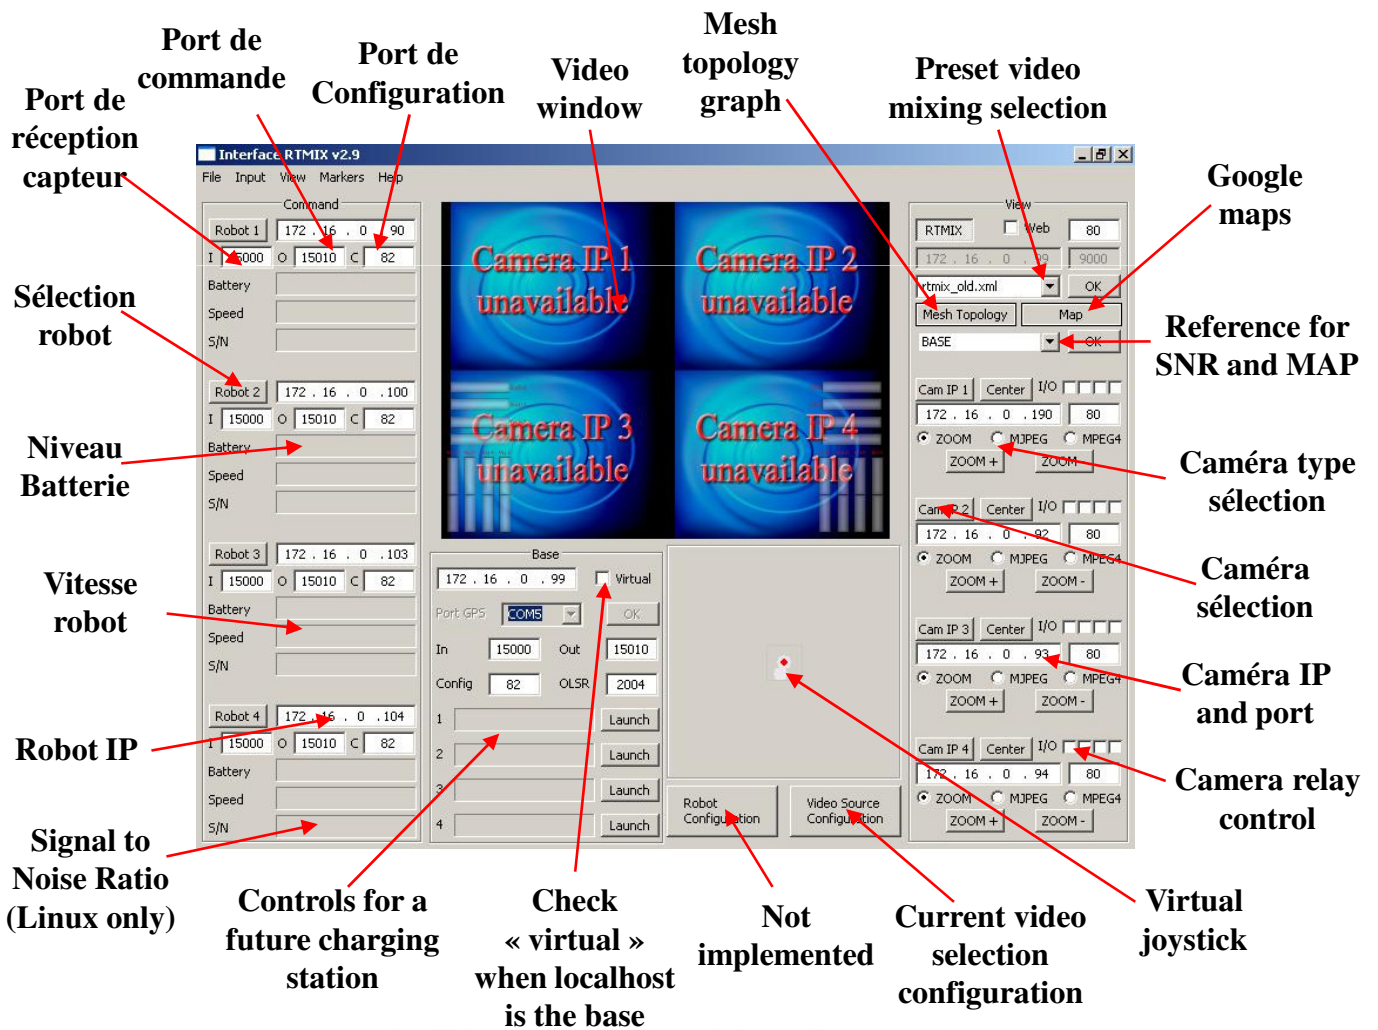 Port de
commande
Port de
Configuration
Port de
réception
capteur
Video
window
Mesh
topology
graph
Preset video
mixing selection
Google
maps
Sélection
robot
Reference for
SNR and MAP
Niveau
Batterie
Caméra type
sélection
Vitesse
robot
Caméra
sélection
Caméra IP
and port
Robot IP
Camera relay
control
Signal to
Noise Ratio
(Linux only)
Controls for a
future charging
station
Check
« virtual »
when localhost
is the base
Not
implemented
Current video
selection
configuration
Virtual
joystick
Interface RTMIX v2.9
File Input View Markers Help
Command
Robot 1 172 . 16 . 0 . 90
I 15000 O 15010 C 82
Battery
Speed
S/N
Robot 2 172 . 16 . 0 . 100
I 15000 O 15010 C 82
Battery
Speed
S/N
Robot 3 172 . 16 . 0 . 103
I 15000 O 15010 C 82
Battery
Speed
S/N
Robot 4 172 . 16 . 0 . 104
I 15000 O 15010 C 82
Battery
Speed
S/N
Camera IP 1
unavailable
Camera IP 2
unavailable
Camera IP 3
unavailable
Camera IP 4
unavailable
Base
172 . 16 . 0 . 99 Virtual
Port GPS COM5 OK
In 15000 Out 15010
Config 82 OLSR 2004
1 Launch
2 Launch
3 Launch
4 Launch
Robot
Configuration
Video Source
Configuration
View
RTMIX Web 80
172 . 16 . 0 . 99 9000
rtmix_old.xml OK
Mesh Topology Map
BASE OK
Cam IP 1 Center I/O
172 . 16 . 0 . 190 80
ZOOM MJPEG MPEG4
ZOOM + ZOOM -
Cam IP 2 Center I/O
172 . 16 . 0 . 92 80
ZOOM MJPEG MPEG4
ZOOM + ZOOM -
Cam IP 3 Center I/O
172 . 16 . 0 . 93 80
ZOOM MJPEG MPEG4
ZOOM + ZOOM -
Cam IP 4 Center I/O
172 . 16 . 0 . 94 80
ZOOM MJPEG MPEG4
ZOOM + ZOOM -